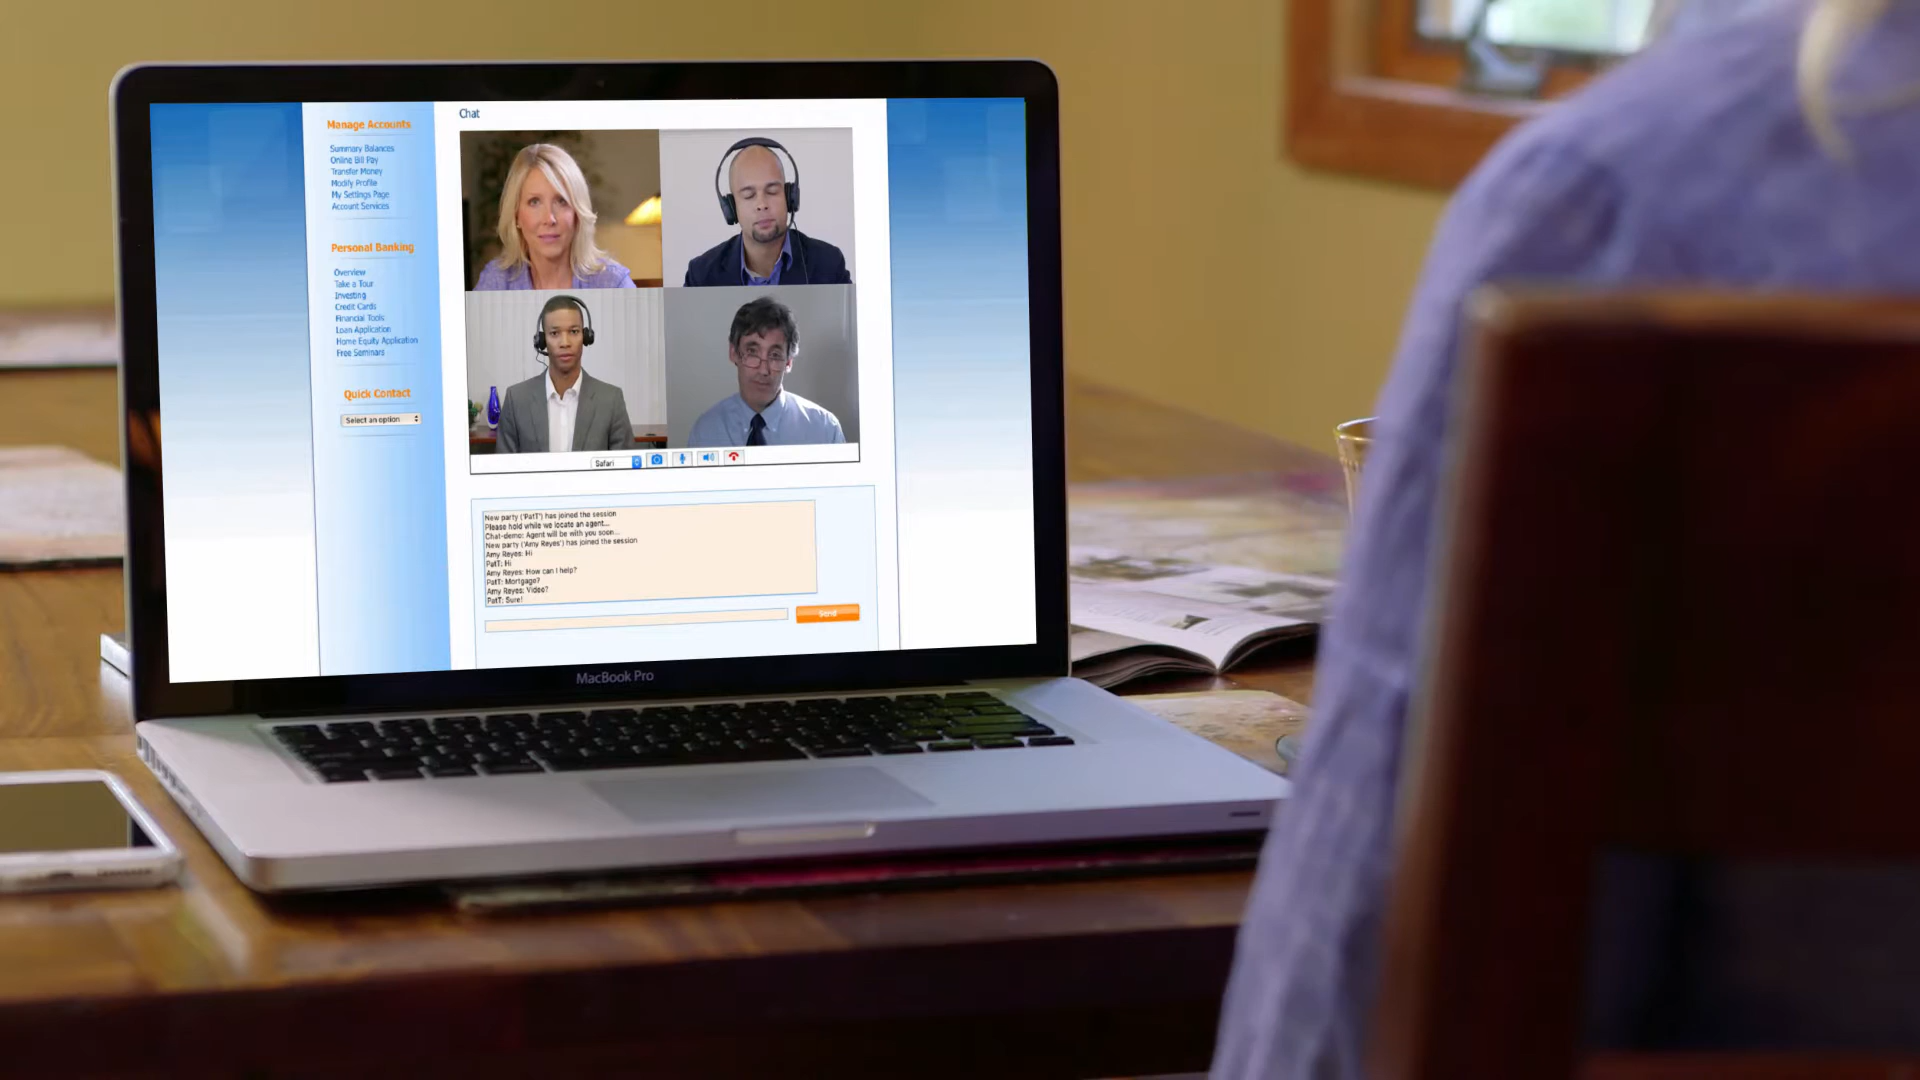 Manage Accounts
Summary Balances
Online Bill Pay
Transfer Money
Modify Profile
My Settings Page
Account Services
Personal Banking
Overview
Take a Tour
Investing
Credit Cards
Financial Tools
Loan Application
Home Equity Application
Free Seminars
Quick Contact
Select an option
Chat
Safari
New party ('PatT') has joined the session
Please hold while we locate an agent...
Chat-demo: Agent will be with you soon...
New party ('Amy Reyes') has joined the session
Amy Reyes: Hi
PatT: Hi
Amy Reyes: How can I help?
PatT: Mortgage?
Amy Reyes: Video?
PatT: Sure!
Send
MacBook Pro